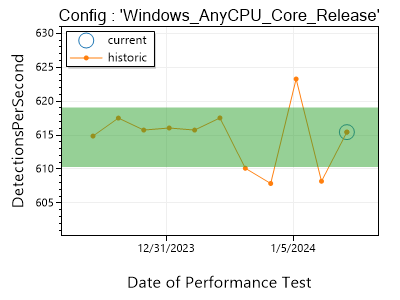 Config : 'Windows_AnyCPU_Core_Release'
current
historic
630
625
620
615
610
605
DetectionsPerSecond
12/31/2023
1/5/2024
Date of Performance Test